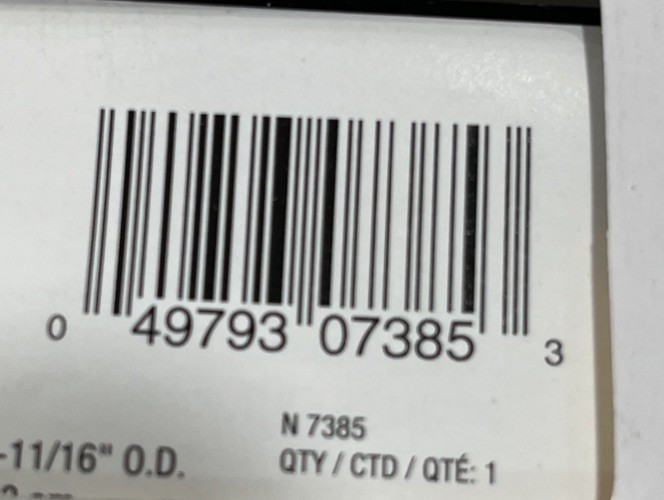 0 49793 07385 3
N 7385
-11/16" O.D.
QTY / CTD / QTÉ: 1